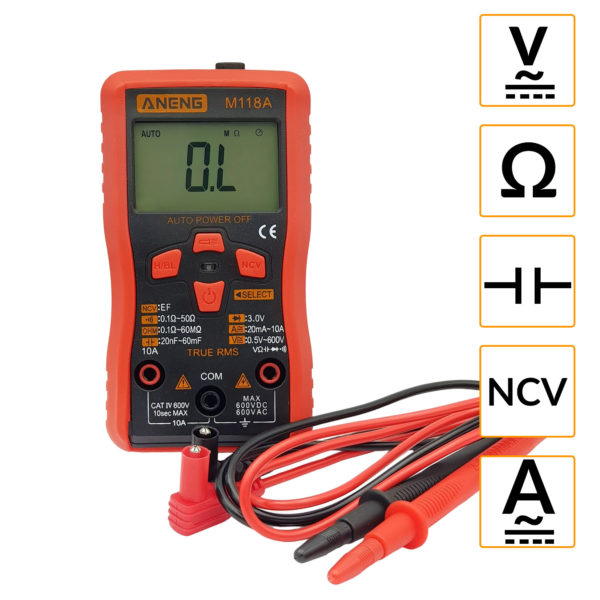 ANENG M118A
AUTO MΩ
O.L
AUTO POWER OFF
CE
H/BL NCV
◀SELECT
NCV:EF
:0.1Ω~50Ω
OHM:0.1Ω~60MΩ
:20nF~60mF
:3.0V
A:20mA~10A
V:0.5V~600V
10A
TRUE RMS
COM
CAT IV 600V
10sec MAX
10A
MAX
600VDC
600VAC
V
Ω
NCV
A